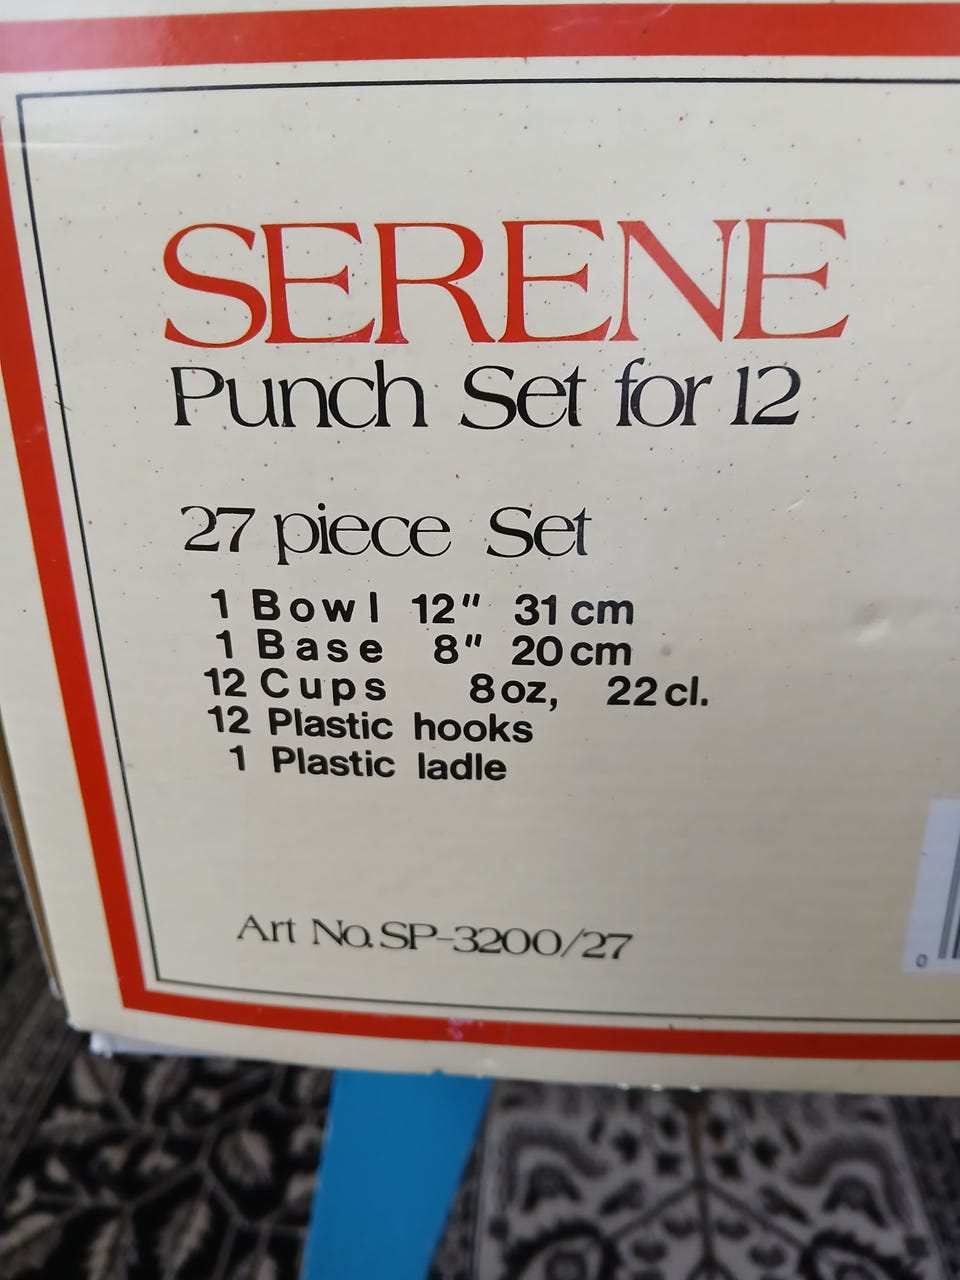 SERENE
Punch Set for 12
27 piece Set
1 Bowl 12" 31 cm
1 Base 8" 20 cm
12 Cups 8 oz, 22 cl.
12 Plastic hooks
1 Plastic ladle
Art No. SP-3200/27
0